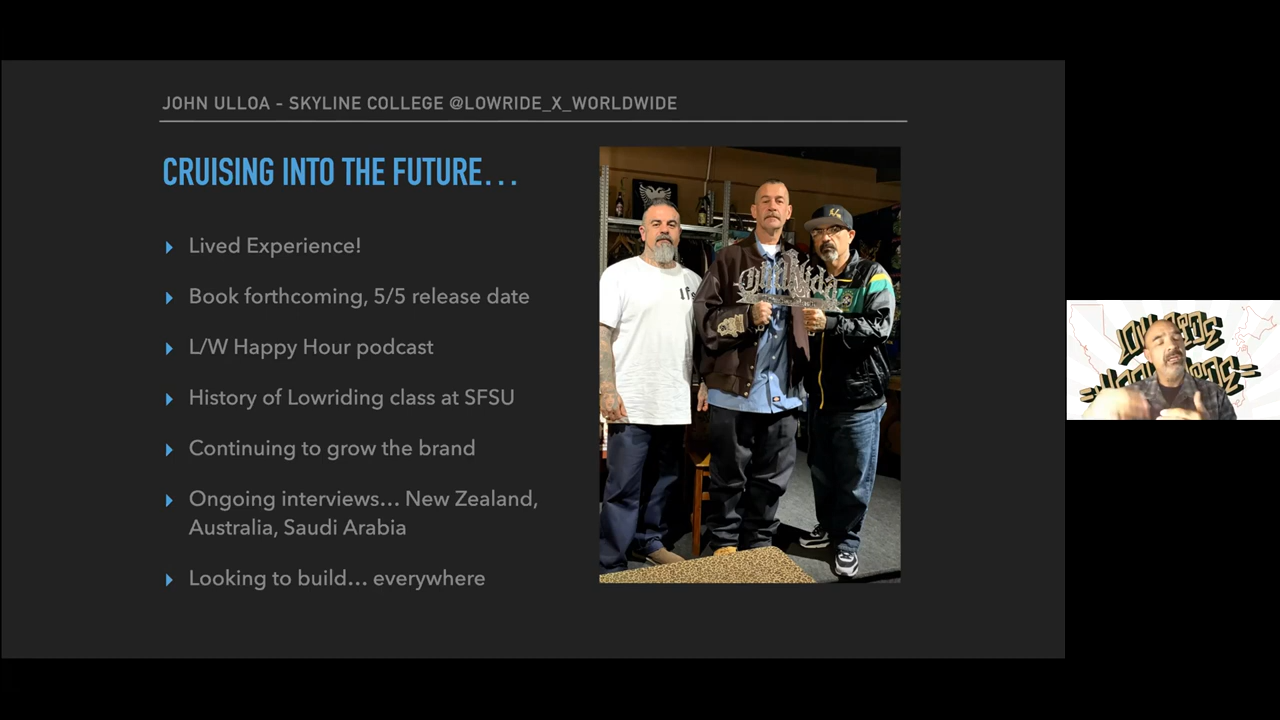 JOHN ULLOA - SKYLINE COLLEGE @LOWRIDE_X_WORLDWIDE
CRUISING INTO THE FUTURE...
Lived Experience!
Book forthcoming, 5/5 release date
L/W Happy Hour podcast
History of Lowriding class at SFSU
Continuing to grow the brand
Ongoing interviews... New Zealand,
Australia, Saudi Arabia
Looking to build... everywhere